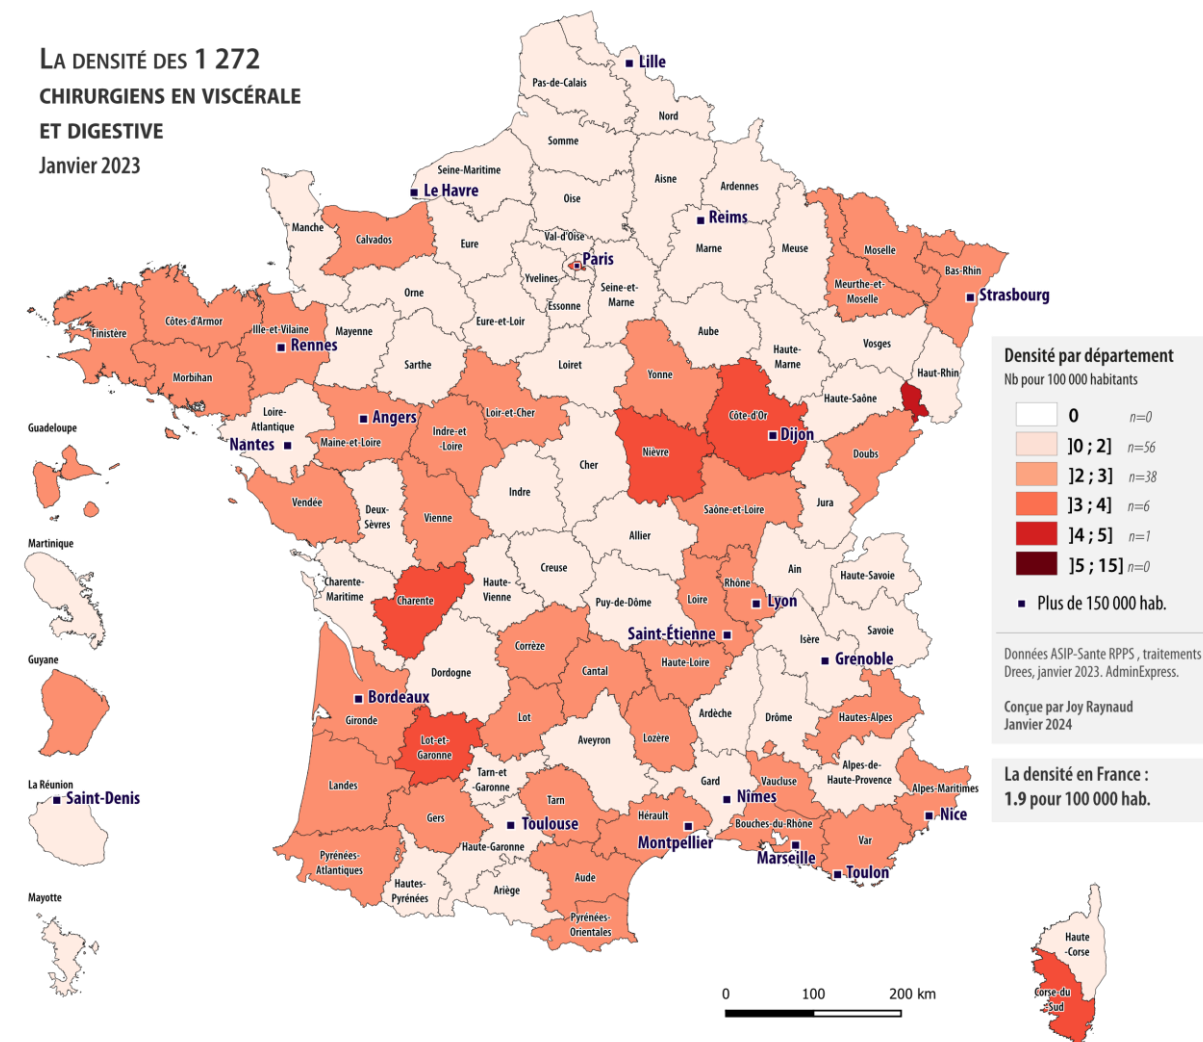 LA DENSITÉ DES 1 272
CHIRURGIENS EN VISCÉRALE
ET DIGESTIVE
Janvier 2023
Lille
Pas-de-Calais
Nord
Somme
Seine-Maritime
Aisne
Ardennes
Le Havre
Oise
Reims
Manche
Calvados
Eure
Val-d'Oise
Marne
Meuse
Moselle
Paris
Bas-Rhin
Yvelines
Seine-et-
Marne
Meurthe-et-
Moselle
Strasbourg
Orne
Essonne
Côtes-d'Armor
Finistère
Ille-et-Vilaine
Rennes
Mayenne
Eure-et-Loir
Aube
Vosges
Haute-
Marne
Sarthe
Loiret
Yonne
Haut-Rhin
Morbihan
Haute-Saône
Loire-
Atlantique
Angers
Loir-et-Cher
Côte-d'Or
Dijon
Nantes
Maine-et-Loire
Indre-et
-Loire
Nièvre
Doubs
Cher
Vendée
Deux-
Sèvres
Vienne
Indre
Saône-et-Loire
Jura
Allier
Charente-
Maritime
Charente
Haute-
Vienne
Creuse
Puy-de-Dôme
Loire
Rhône
Lyon
Ain
Haute-Savoie
Saint-Étienne
Savoie
Isère
Grenoble
Dordogne
Corrèze
Cantal
Haute-Loire
Bordeaux
Gironde
Lot
Lozère
Ardèche
Drôme
Hautes-Alpes
Lot-et-
Garonne
Aveyron
Landes
Tarn-et
-Garonne
Gard
Nîmes
Vaucluse
Alpes-de-
Haute-Provence
Alpes-Maritimes
Nice
Gers
Tarn
Toulouse
Hérault
Montpellier
Bouches-du-Rhône
Marseille
Var
Toulon
Haute-Garonne
Pyrénées-
Atlantiques
Hautes-
Pyrénées
Ariège
Aude
Pyrénées-
Orientales
Haute
-Corse
Corse-du
-Sud
Guadeloupe
Martinique
Guyane
La Réunion
Saint-Denis
Mayotte
Densité par département
Nb pour 100 000 habitants
0 n=0
]0 ; 2] n=56
]2 ; 3] n=38
]3 ; 4] n=6
]4 ; 5] n=1
]5 ; 15] n=0
Plus de 150 000 hab.
Données ASIP-Sante RPPS , traitements
Drees, janvier 2023. AdminExpress.
Conçue par Joy Raynaud
Janvier 2024
La densité en France :
1.9 pour 100 000 hab.
0 100 200 km